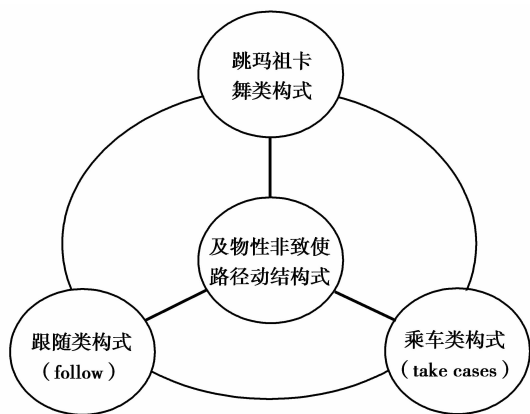 跳玛祖卡
舞类构式
及物性非致使
路径动结构式
跟随类构式
（follow）
乘车类构式
（take cases）